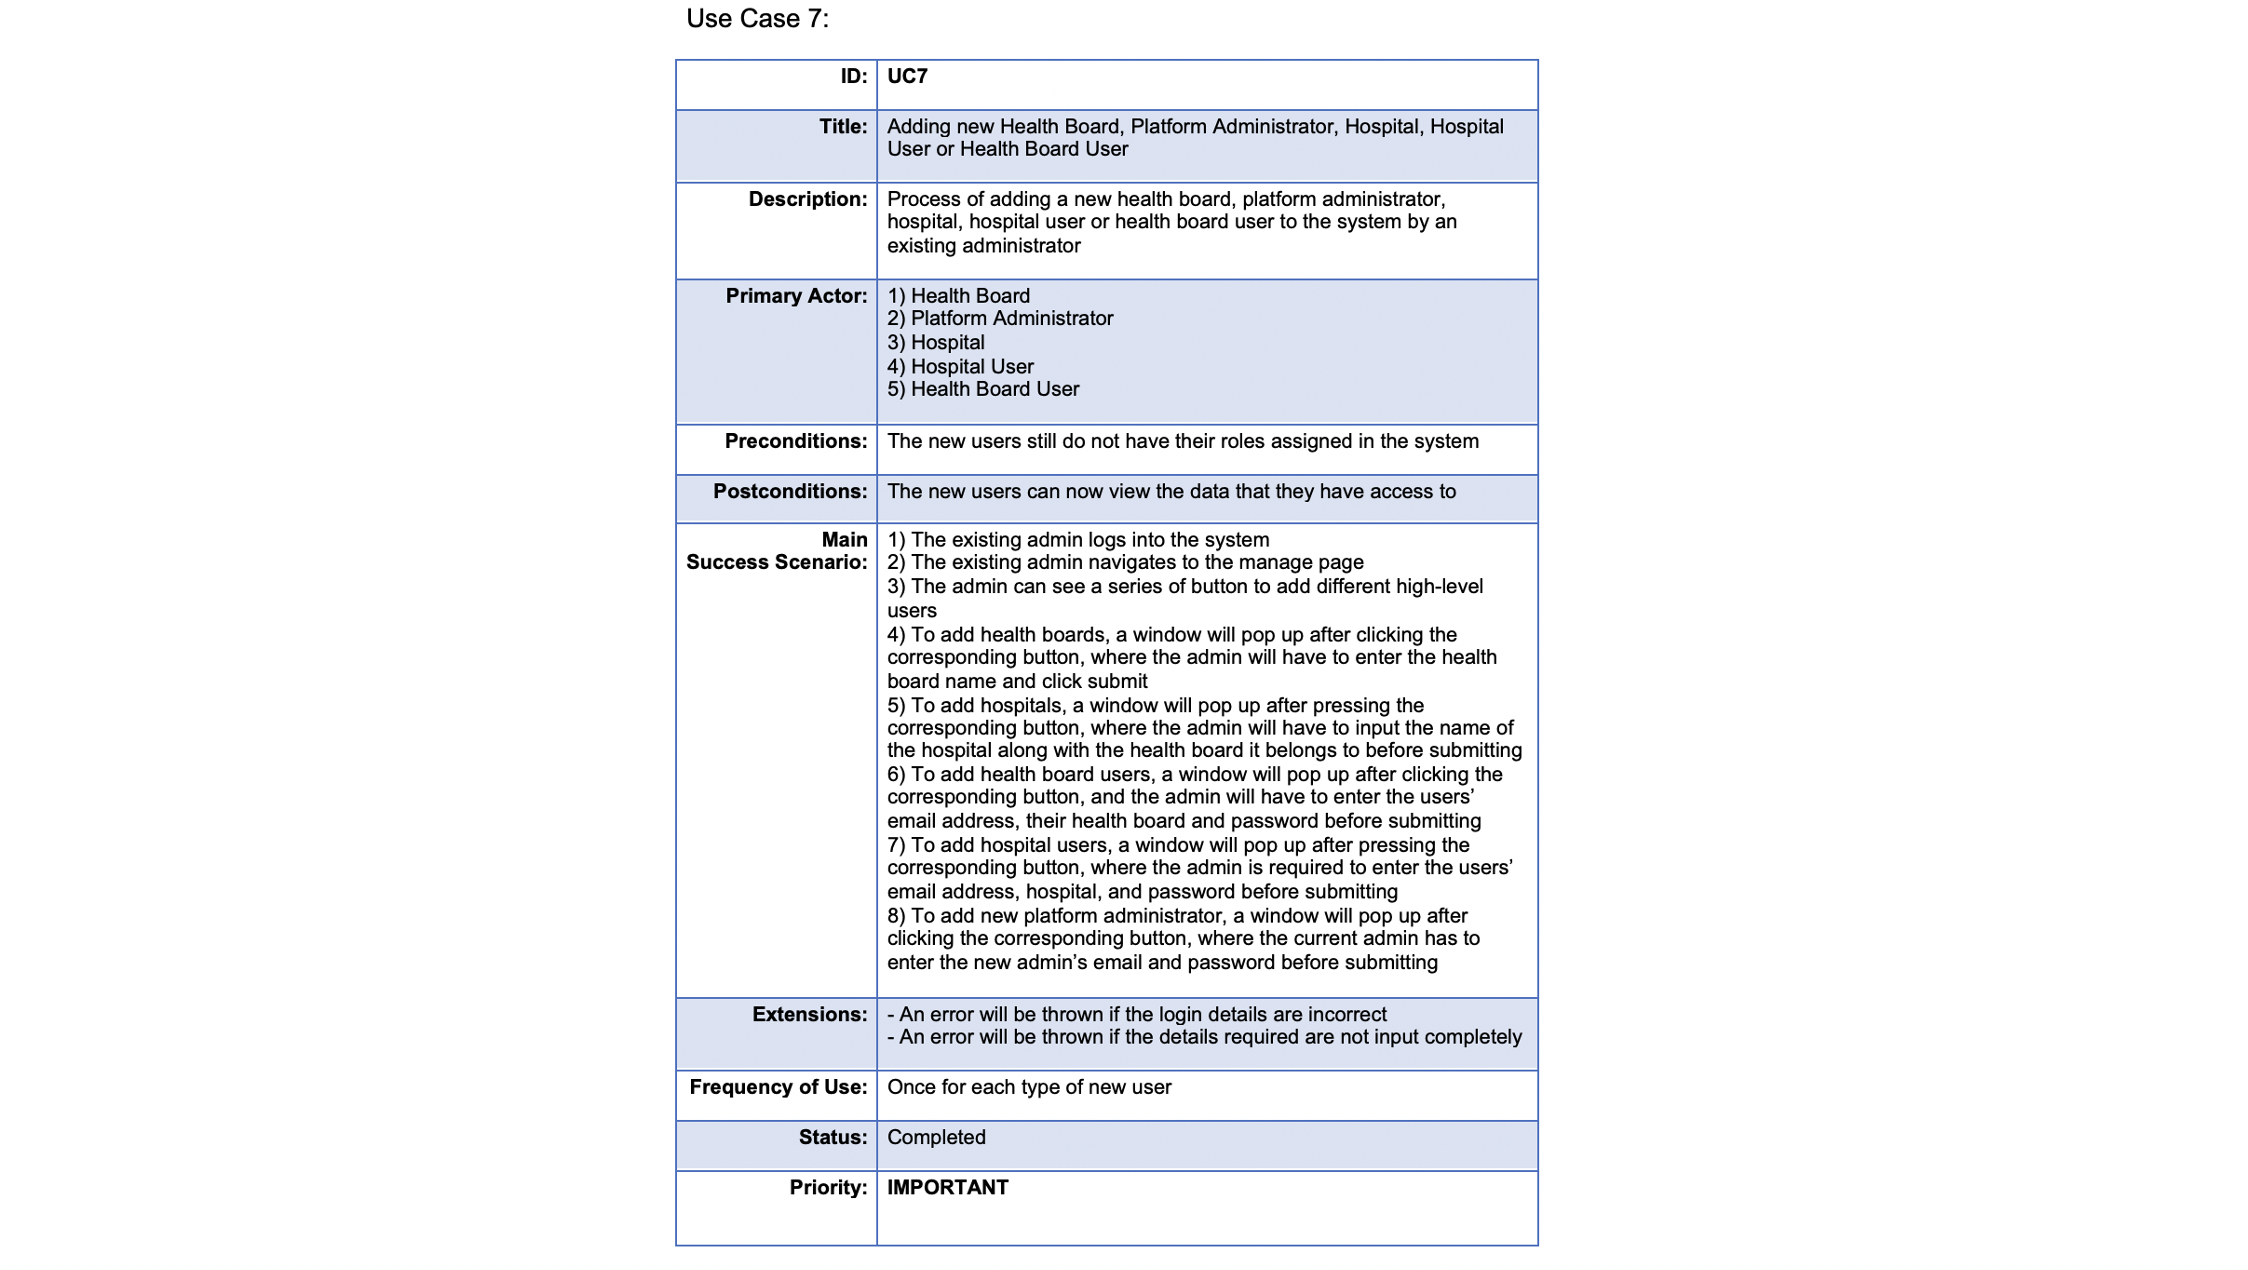 Use Case 7:
ID: UC7
Title: Adding new Health Board, Platform Administrator, Hospital, Hospital
User or Health Board User
Description: Process of adding a new health board, platform administrator,
hospital, hospital user or health board user to the system by an
existing administrator
Primary Actor: 1) Health Board
2) Platform Administrator
3) Hospital
4) Hospital User
5) Health Board User
Preconditions: The new users still do not have their roles assigned in the system
Postconditions: The new users can now view the data that they have access to
Main 1) The existing admin logs into the system
Success Scenario: 2) The existing admin navigates to the manage page
3) The admin can see a series of button to add different high-level
users
4) To add health boards, a window will pop up after clicking the
corresponding button, where the admin will have to enter the health
board name and click submit
5) To add hospitals, a window will pop up after pressing the
corresponding button, where the admin will have to input the name of
the hospital along with the health board it belongs to before submitting
6) To add health board users, a window will pop up after clicking the
corresponding button, and the admin will have to enter the users’
email address, their health board and password before submitting
7) To add hospital users, a window will pop up after pressing the
corresponding button, where the admin is required to enter the users’
email address, hospital, and password before submitting
8) To add new platform administrator, a window will pop up after
clicking the corresponding button, where the current admin has to
enter the new admin’s email and password before submitting
Extensions: - An error will be thrown if the login details are incorrect
- An error will be thrown if the details required are not input completely
Frequency of Use: Once for each type of new user
Status: Completed
Priority: IMPORTANT